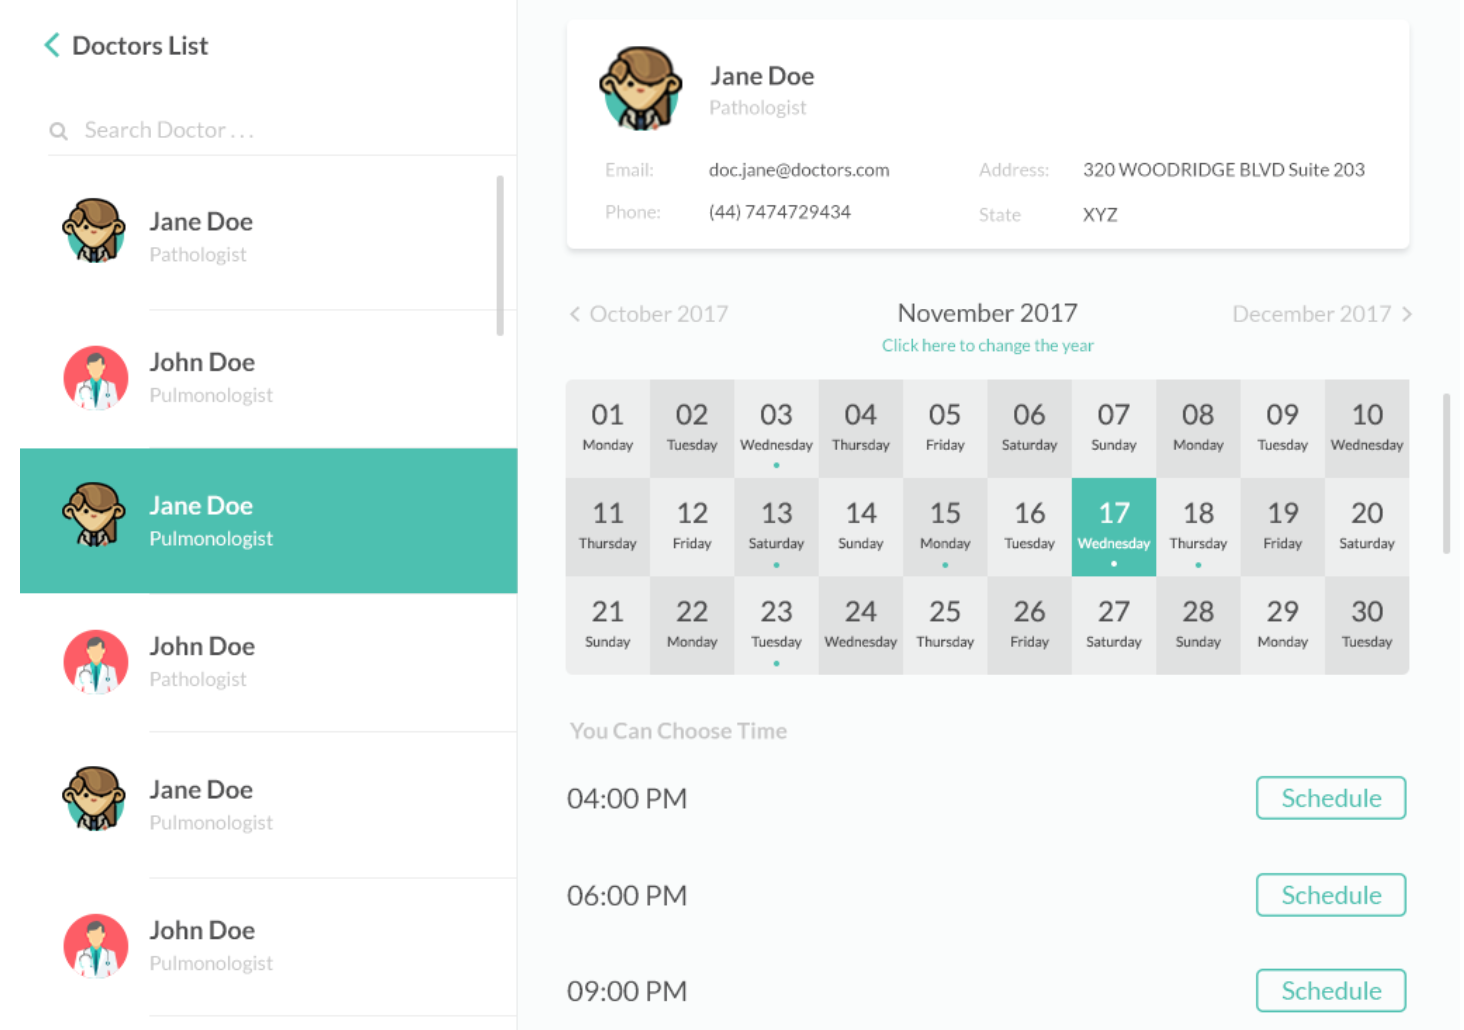 Doctors List
Search Doctor . . .
Jane Doe
Pathologist
John Doe
Pulmonologist
Jane Doe
Pulmonologist
John Doe
Pathologist
Jane Doe
Pulmonologist
John Doe
Pulmonologist
Jane Doe
Pathologist
Email: doc.jane@doctors.com Address: 320 WOODRIDGE BLVD Suite 203
Phone: (44) 7474729434 State XYZ
October 2017 November 2017 December 2017
Click here to change the year
01 02 03 04 05 06 07 08 09 10
Monday Tuesday Wednesday Thursday Friday Saturday Sunday Monday Tuesday Wednesday
11 12 13 14 15 16 17 18 19 20
Thursday Friday Saturday Sunday Monday Tuesday Wednesday Thursday Friday Saturday
21 22 23 24 25 26 27 28 29 30
Sunday Monday Tuesday Wednesday Thursday Friday Saturday Sunday Monday Tuesday
You Can Choose Time
04:00 PM Schedule
06:00 PM Schedule
09:00 PM Schedule